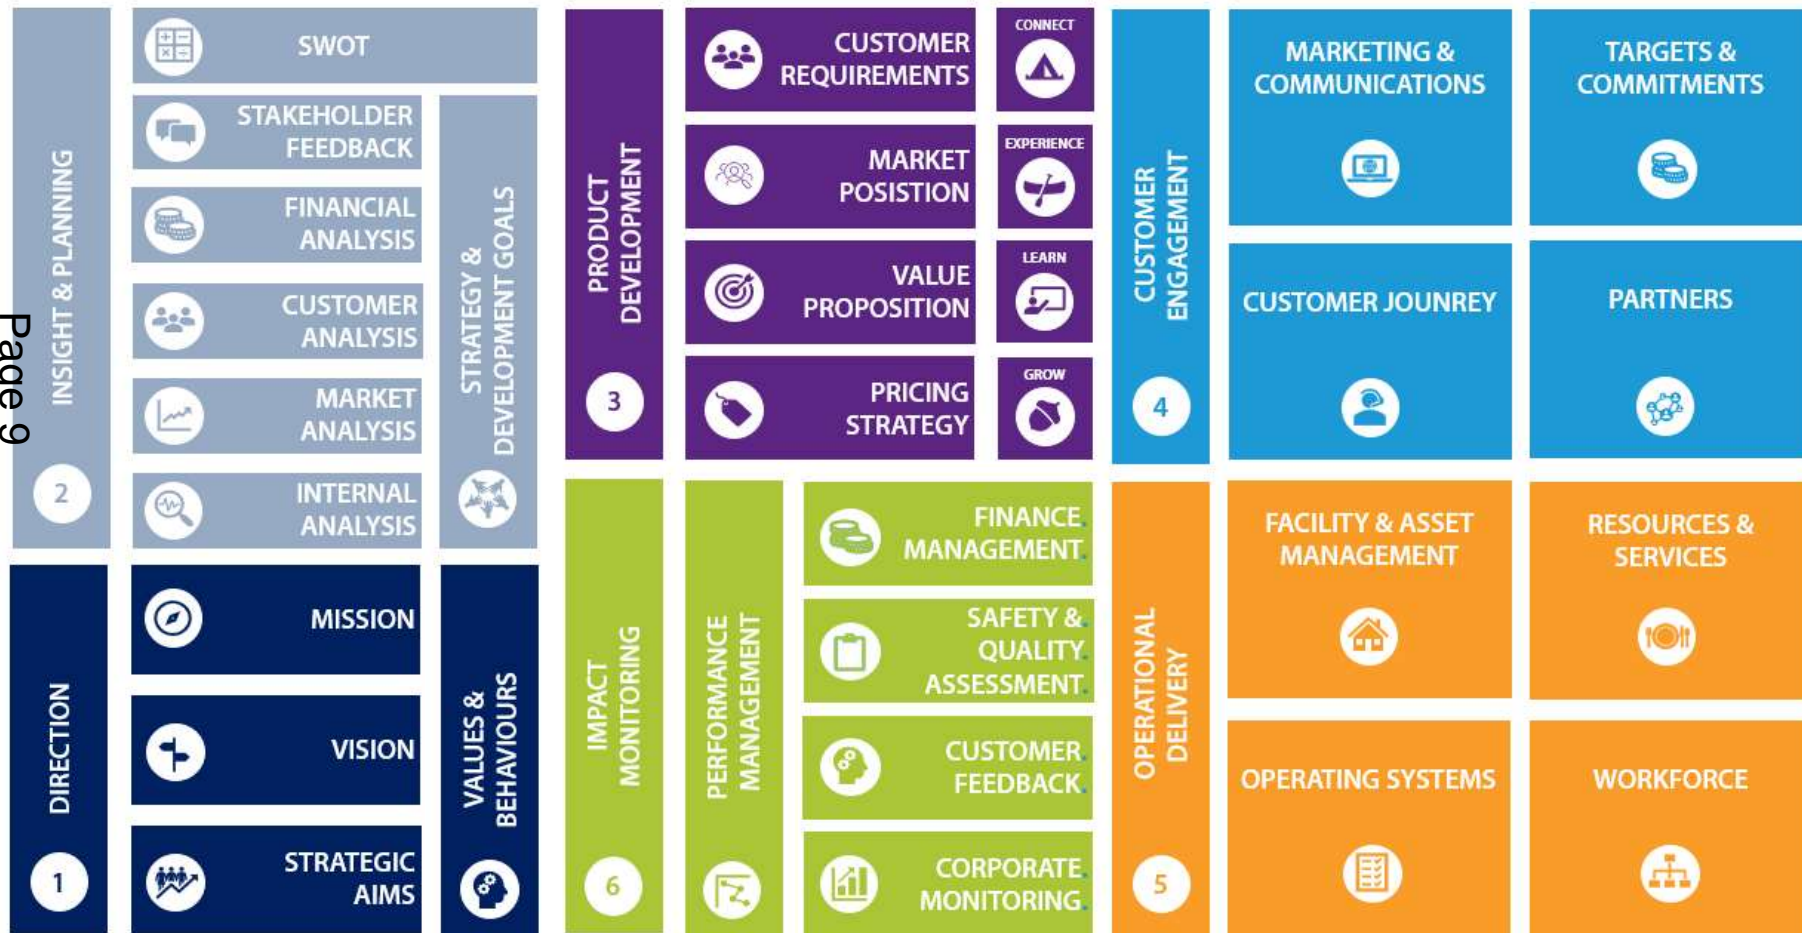 Page 9
INSIGHT & PLANNING
2
SWOT
STAKEHOLDER
FEEDBACK
FINANCIAL
ANALYSIS
CUSTOMER
ANALYSIS
MARKET
ANALYSIS
INTERNAL
ANALYSIS
STRATEGY &
DEVELOPMENT GOALS
DIRECTION
1
MISSION
VISION
STRATEGIC
AIMS
VALUES &
BEHAVIOURS
PRODUCT
DEVELOPMENT
3
CUSTOMER
REQUIREMENTS
MARKET
POSISTION
VALUE
PROPOSITION
PRICING
STRATEGY
CONNECT
EXPERIENCE
LEARN
GROW
CUSTOMER
ENGAGEMENT
4
MARKETING &
COMMUNICATIONS
TARGETS &
COMMITMENTS
CUSTOMER JOUNREY
PARTNERS
IMPACT
MONITORING
6
PERFORMANCE
MANAGEMENT
FINANCE.
MANAGEMENT.
SAFETY &.
QUALITY.
ASSESSMENT.
CUSTOMER.
FEEDBACK.
CORPORATE.
MONITORING.
OPERATIONAL
DELIVERY
5
FACILITY & ASSET
MANAGEMENT
RESOURCES &
SERVICES
OPERATING SYSTEMS
WORKFORCE